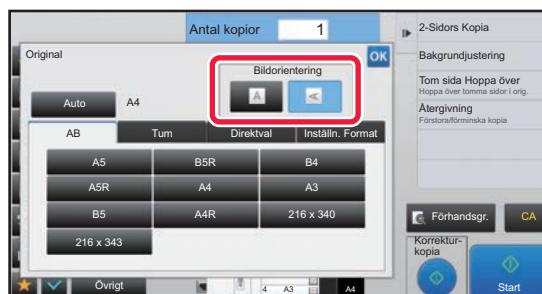 Antal kopior 1
2-Sidors Kopia
Original
OK
Bakgrundjustering
Bildorientering
Tom sida Hoppa över
Hoppa över tomma sidor i orig.
A A
Återgivning
Förstora/förminska kopia
Auto A4
AB Tum Direktval Inställn. Format
A5 B5R B4
A5R A4 A3
B5 A4R 216 x 340
216 x 343
Förhandsgr. CA
Korrektur-
kopia
Övrigt
4 A3 A4
Start